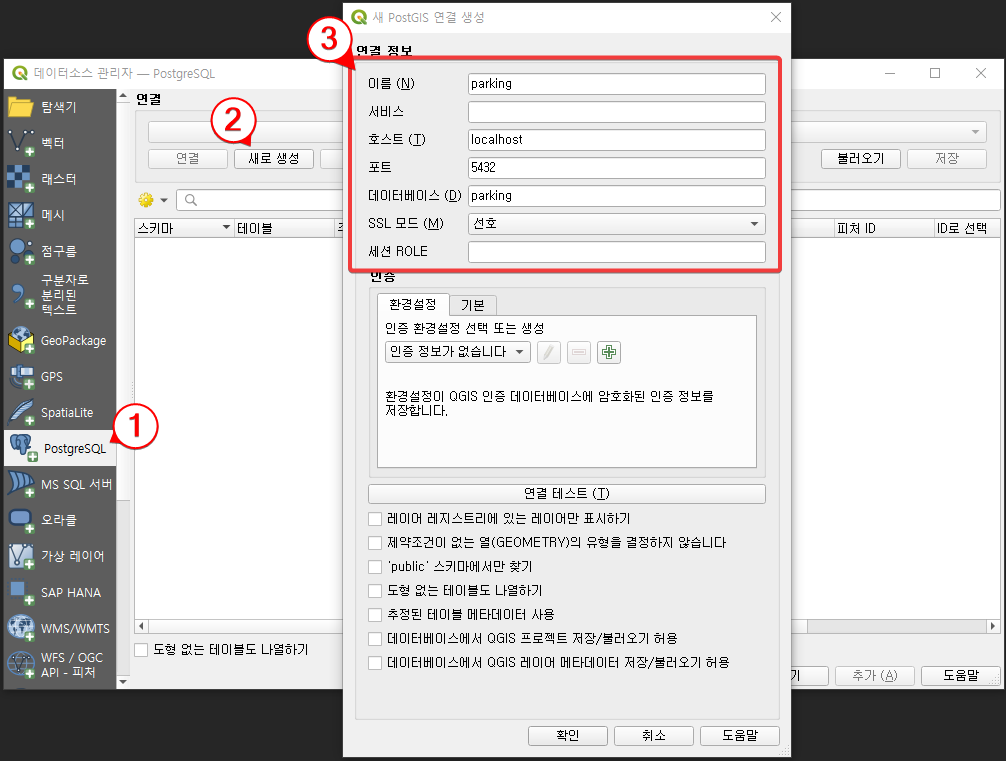 새 PostGIS 연결 생성
3
연결 정보
이름 (N)
parking
서비스
호스트 (T)
localhost
포트
5432
데이터베이스 (D)
parking
SSL 모드 (M)
선호
세션 ROLE
인증
환경설정
기본
인증 환경설정 선택 또는 생성
인증 정보가 없습니다
환경설정이 QGIS 인증 데이터베이스에 암호화된 인증 정보를
저장합니다.
연결 테스트 (T)
레이어 레지스트리에 있는 레이어만 표시하기
제약조건이 없는 열(GEOMETRY)의 유형을 결정하지 않습니다
'public' 스키마에서만 찾기
도형 없는 테이블도 나열하기
추정된 테이블 메타데이터 사용
데이터베이스에서 QGIS 프로젝트 저장/불러오기 허용
데이터베이스에서 QGIS 레이어 메타데이터 저장/불러오기 허용
확인
취소
도움말
데이터소스 관리자 — PostgreSQL
탐색기
벡터
래스터
메시
점구름
구분자로
분리된
텍스트
GeoPackage
GPS
SpatiaLite
PostgreSQL
1
MS SQL 서버
오라클
가상 레이어
SAP HANA
WMS/WMTS
WFS / OGC
API - 피처
연결
2
연결
새로 생성
불러오기
저장
스키마
테이블
피처 ID
ID로 선택
도형 없는 테이블도 나열하기
기
추가 (A)
도움말